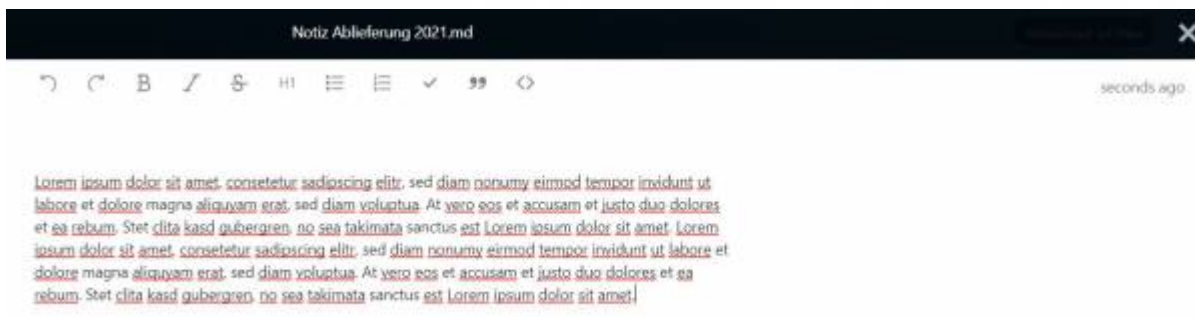 Notiz Ablieferung 2021.md
H1
seconds ago
Lorem ipsum dolor sit amet, consetetur sadipscing elitr, sed diam nonumy eirmod tempor invidunt ut
labore et dolore magna aliquyam erat, sed diam voluptua. At vero eos et accusam et justo duo dolores
et ea rebum. Stet clita kasd gubergren, no sea takimata sanctus est Lorem ipsum dolor sit amet. Lorem
ipsum dolor sit amet, consetetur sadipscing elitr, sed diam nonumy eirmod tempor invidunt ut labore et
dolore magna aliquyam erat, sed diam voluptua. At vero eos et accusam et justo duo dolores et ea
rebum. Stet clita kasd gubergren, no sea takimata sanctus est Lorem ipsum dolor sit amet.